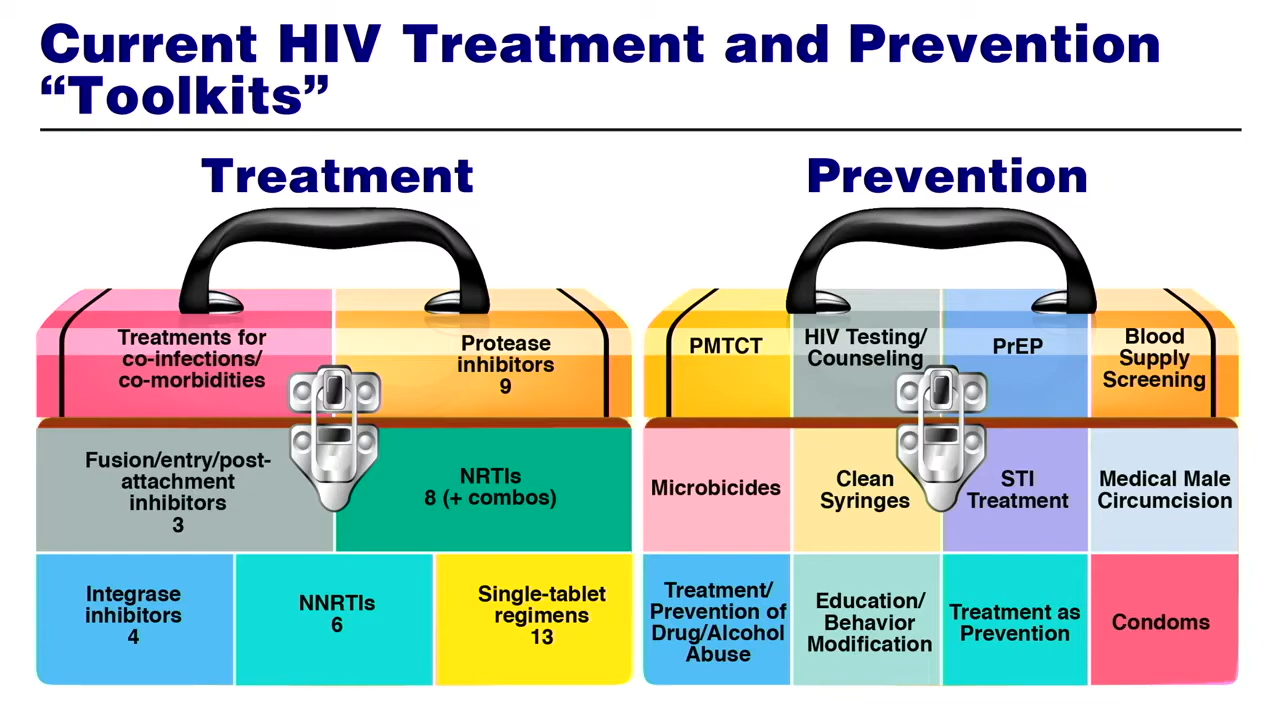 Current HIV Treatment and Prevention
“Toolkits”
Treatment
Treatments for
co-infections/
co-morbidities
Protease
inhibitors
9
Fusion/entry/post-
attachment
inhibitors
3
NRTIs
8 (+ combos)
Integrase
inhibitors
4
NNRTIs
6
Single-tablet
regimens
13
Prevention
PMTCT
HIV Testing/
Counseling
PrEP
Blood
Supply
Screening
Microbicides
Clean
Syringes
STI
Treatment
Medical Male
Circumcision
Treatment/
Prevention of
Drug/Alcohol
Abuse
Education/
Behavior
Modification
Treatment as
Prevention
Condoms